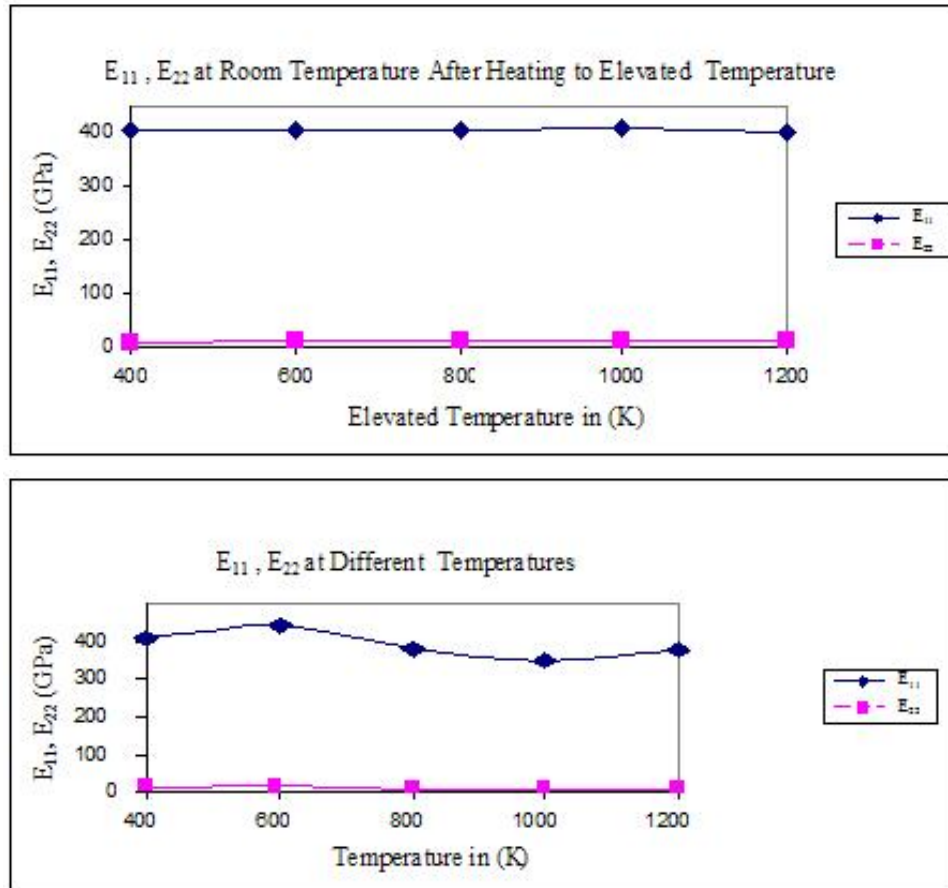 E₁₁ , E₂₂ at Room Temperature After Heating to Elevated Temperature
E₁₁, E₂₂ (GPa)
400
300
200
100
0
400 600 800 1000 1200
Elevated Temperature in (K)
E₁₁
E₂₂
E₁₁ , E₂₂ at Different Temperatures
E₁₁, E₂₂ (GPa)
400
300
200
100
0
400 600 800 1000 1200
Temperature in (K)
E₁₁
E₂₂